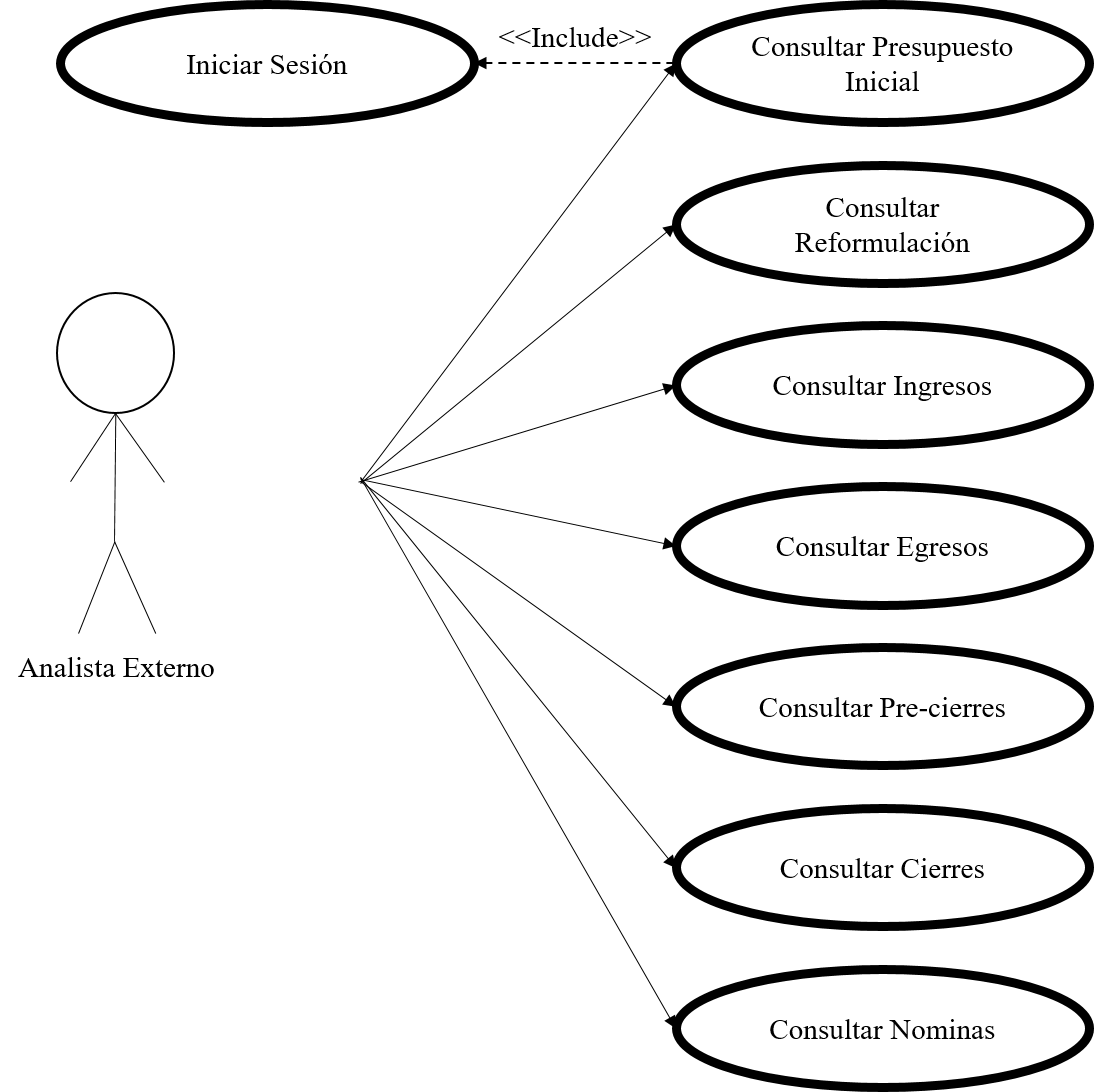 Iniciar Sesión
<<Include>>
Consultar Presupuesto
Inicial
Consultar
Reformulación
Consultar Ingresos
Consultar Egresos
Analista Externo
Consultar Pre-cierres
Consultar Cierres
Consultar Nominas